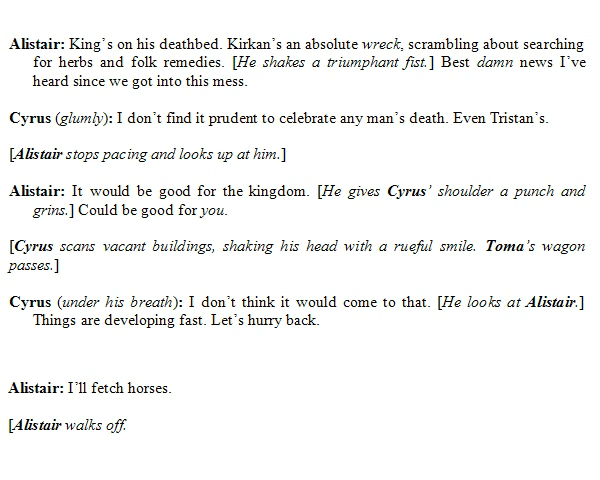 Alistair: King's on his deathbed. Kirkan's an absolute wreck, scrambling about searching
for herbs and folk remedies. [He shakes a triumphant fist.] Best damn news I've
heard since we got into this mess.
Cyrus (glumly): I don't find it prudent to celebrate any man's death. Even Tristan's.
[Alistair stops pacing and looks up at him.]
Alistair: It would be good for the kingdom. [He gives Cyrus' shoulder a punch and
grins.] Could be good for you.
[Cyrus scans vacant buildings, shaking his head with a rueful smile. Toma's wagon
passes.]
Cyrus (under his breath): I don't think it would come to that. [He looks at Alistair.]
Things are developing fast. Let's hurry back.
Alistair: I'll fetch horses.
[Alistair walks off.